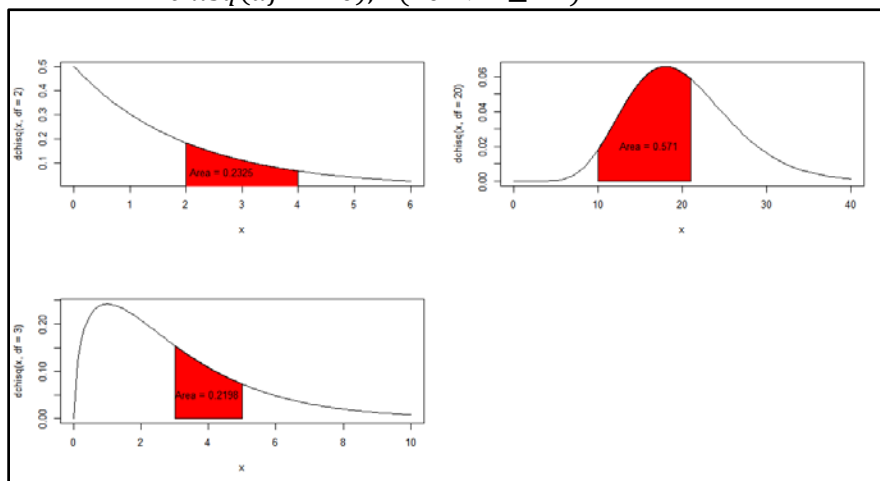 0.5
0.4
0.3
0.2
0.1
dchisq(x, df = 2)
Area = 0.2325
0 1 2 3 4 5 6
x
0.06
0.04
0.02
0.00
dchisq(x, df = 20)
Area = 0.571
0 10 20 30 40
x
0.20
0.10
0.00
dchisq(x, df = 3)
Area = 0.2198
0 2 4 6 8 10
x